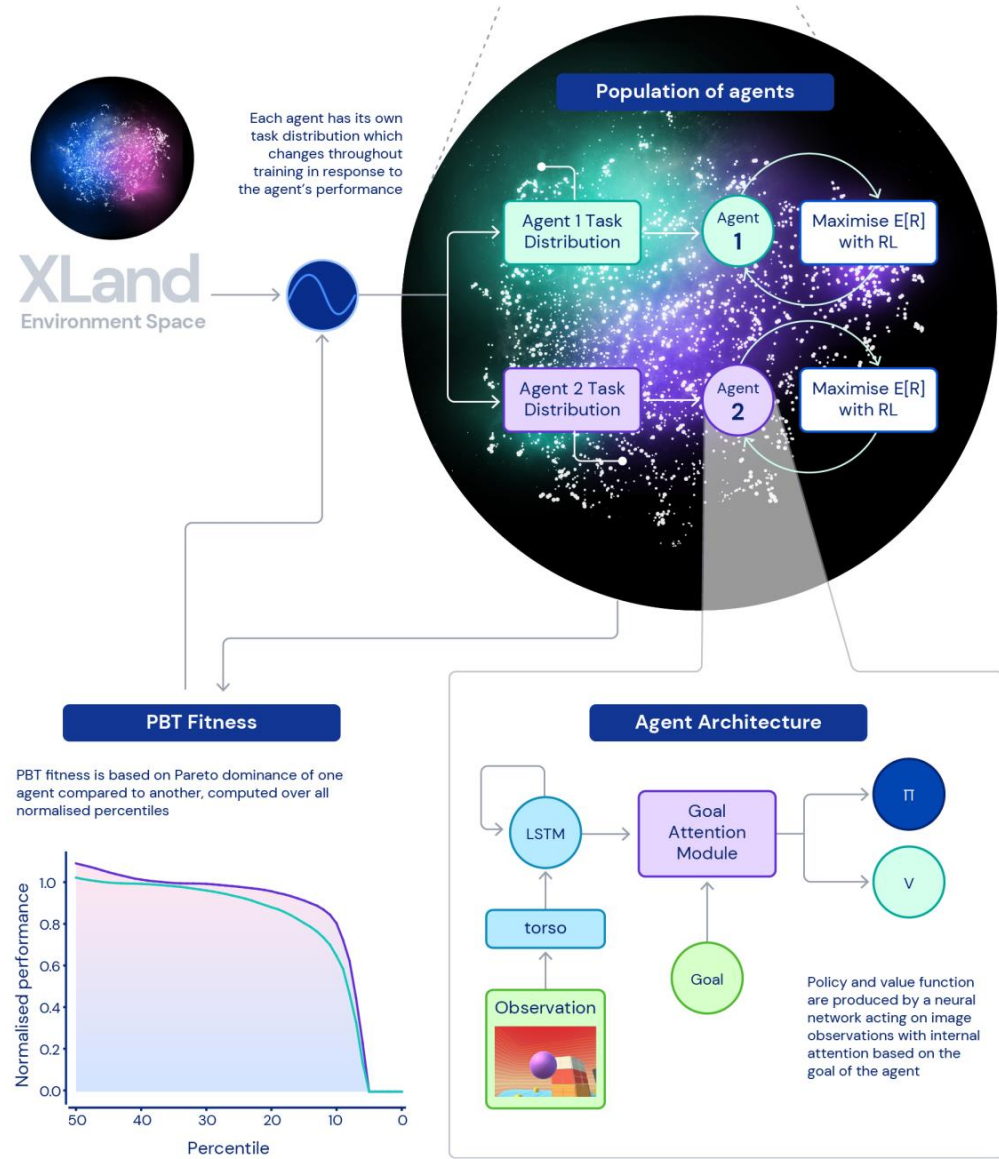 Population of agents
Each agent has its own
task distribution which
changes throughout
training in response to
the agent's performance
XLand
Environment Space
Agent 1 Task
Distribution
Agent
1
Maximise E[R]
with RL
Agent 2 Task
Distribution
Agent
2
Maximise E[R]
with RL
PBT Fitness
PBT fitness is based on Pareto dominance of one
agent compared to another, computed over all
normalised percentiles
Normalised performance
1.0
0.8
0.6
0.4
0.2
0.0
50 40 30 20 10 0
Percentile
Agent Architecture
LSTM
Goal
Attention
Module
π
V
torso
Goal
Observation
Policy and value function
are produced by a neural
network acting on image
observations with internal
attention based on the
goal of the agent